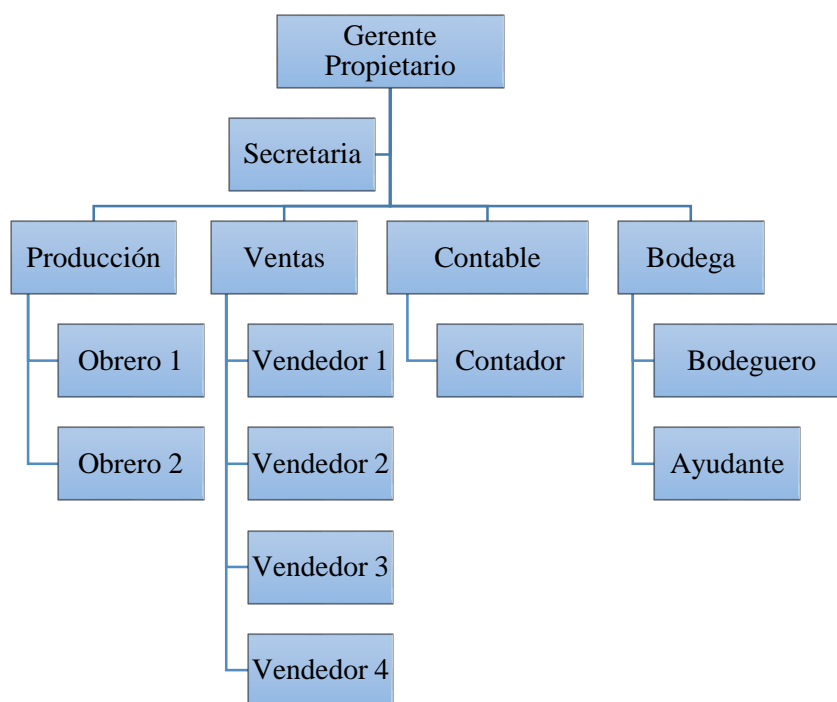 Gerente
Propietario
Secretaria
Producción
Ventas
Contable
Bodega
Obrero 1
Vendedor 1
Contador
Bodeguero
Obrero 2
Vendedor 2
Ayudante
Vendedor 3
Vendedor 4